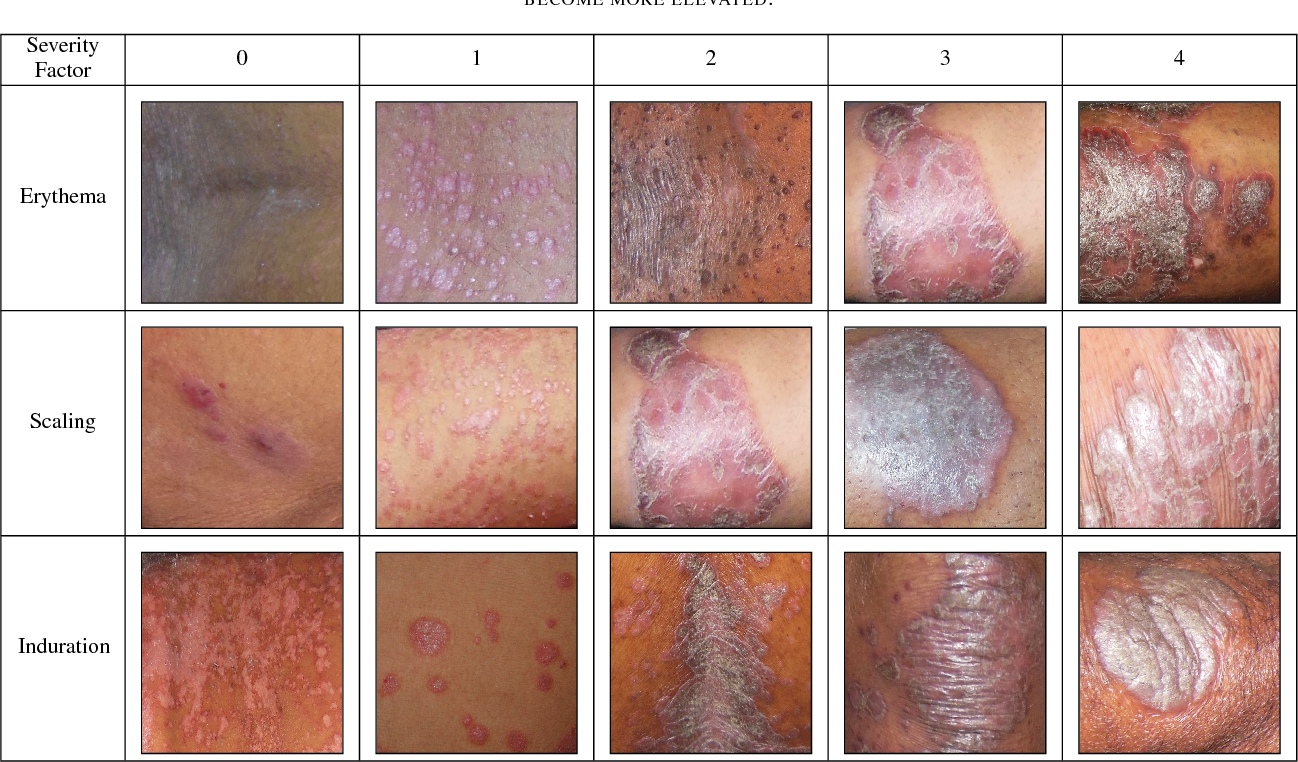 BECOME MORE ELEVATED.
Severity Factor 0 1 2 3 4
Erythema
Scaling
Induration